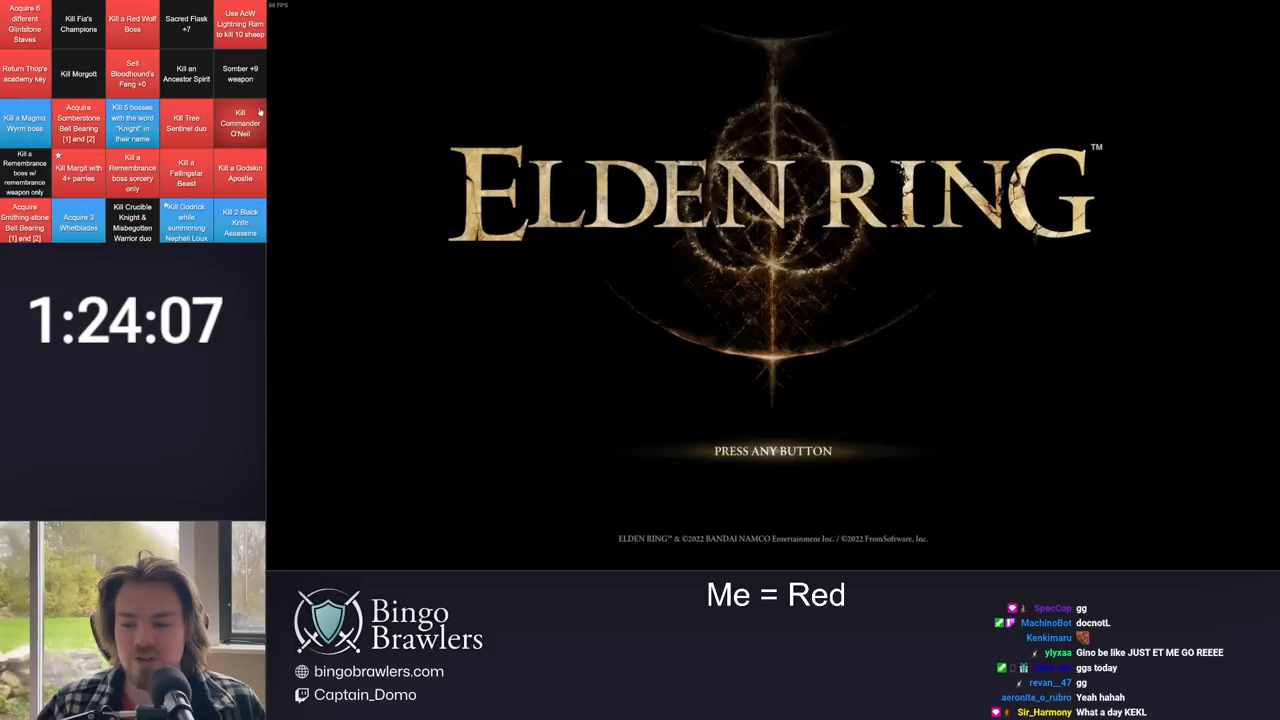 60 FPS
Acquire 6
different
Glintstone
Staves
Kill Fia's
Champions
Kill a Red Wolf
Boss
Sacred Flask
+7
Use AoW
Lightning Ram
to kill 10 sheep
Return Thop's
academy key
Kill Morgott
Sell
Bloodhound's
Fang +0
Kill an
Ancestor Spirit
Somber +9
weapon
Kill a Magma
Wyrm boss
Acquire
Somberstone
Bell Bearing
[1] and [2]
Kill 5 bosses
with the word
"Knight" in
their name
Kill Tree
Sentinel duo
Kill
Commander
O'Neil
Kill a
Remembrance
boss w/
remembrance
weapon only
Kill Margit with
4+ parries
Kill a
Remembrance
boss sorcery
only
Kill a
Fallingstar
Beast
Kill a Godskin
Apostle
Acquire
Smithing-stone
Bell Bearing
[1] and [2]
Acquire 3
Whetblades
Kill Crucible
Knight &
Misbegotten
Warrior duo
Kill Godrick
while
summoning
Nepheli Loux
Kill 2 Black
Knife
Assassins
1:24:07
ELDEN RING™
PRESS ANY BUTTON
ELDEN RING™ & ©2022 BANDAI NAMCO Entertainment Inc. / ©2022 FromSoftware, Inc.
Bingo
Brawlers
bingobrawlers.com
Captain_Domo
Me = Red
SpecCop gg
MachinoBot docnotL
Kenkimaru
ylyxaa Gino be like JUST ET ME GO REEEE
ggs today
revan__47 gg
aeronite_o_rubro Yeah hahah
Sir_Harmony What a day KEKL